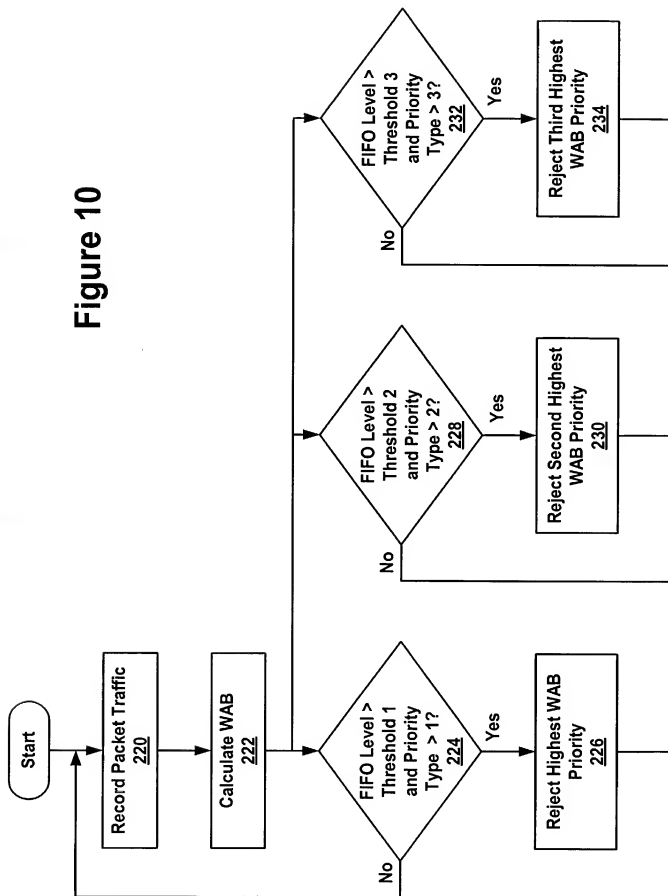 Figure 10
Start
Record Packet Traffic
220
Calculate WAB
222
FIFO Level >
Threshold 1
and Priority
Type > 1?
224
No
Yes
Reject Highest WAB
Priority
226
FIFO Level >
Threshold 2
and Priority
Type > 2?
228
No
Yes
Reject Second Highest
WAB Priority
230
FIFO Level >
Threshold 3
and Priority
Type > 3?
232
No
Yes
Reject Third Highest
WAB Priority
234